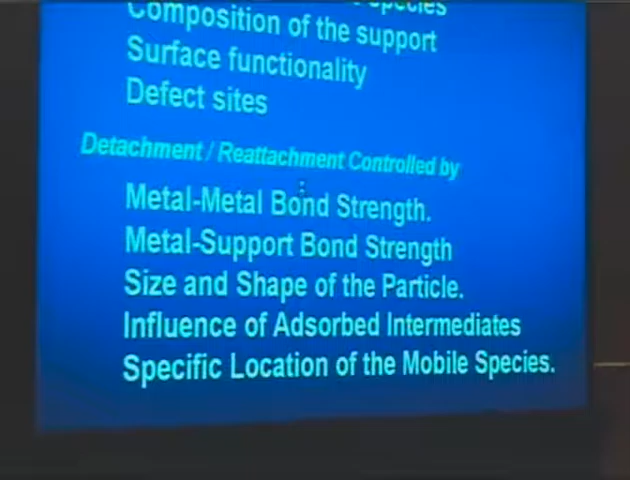 species
Composition of the support
Surface functionality
Defect sites
Detachment / Reattachment Controlled by
Metal-Metal Bond Strength.
Metal-Support Bond Strength
Size and Shape of the Particle.
Influence of Adsorbed Intermediates
Specific Location of the Mobile Species.